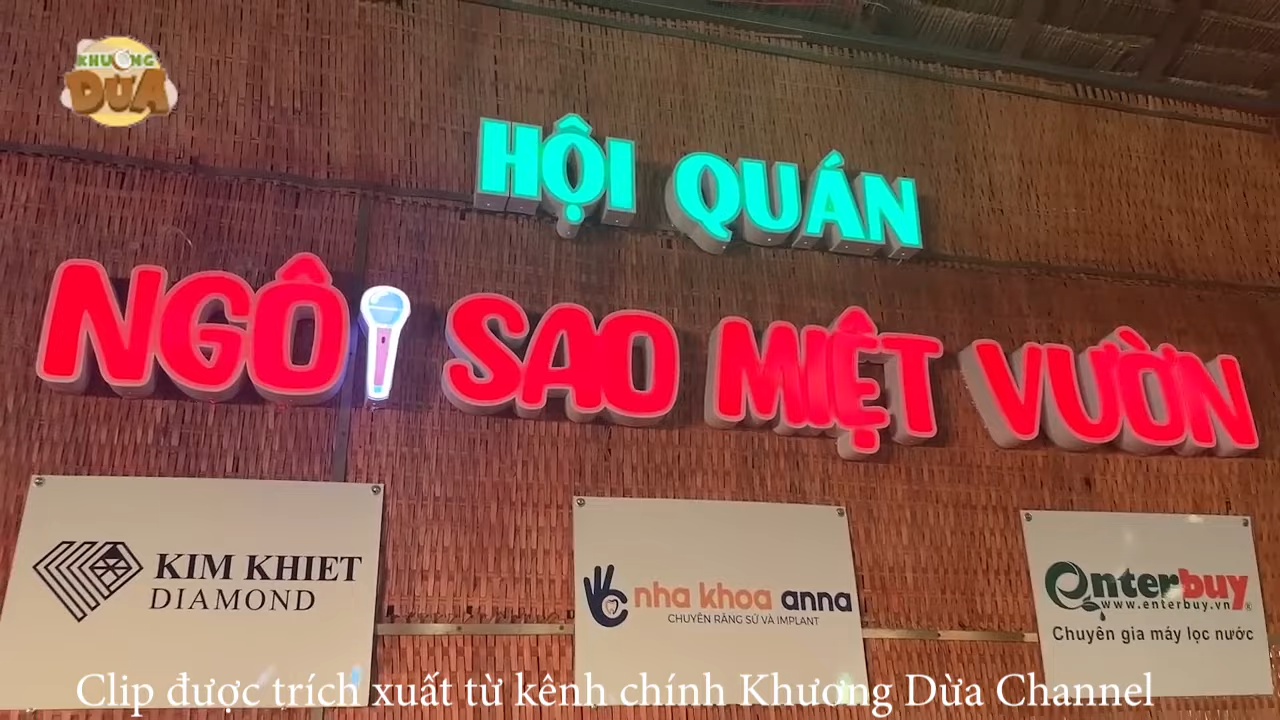 KHƯƠNG
DỪA
HỘI QUÁN
NGÔI SAO MIỆT VƯỜN
KIM KHIET
DIAMOND
nha khoa anna
CHUYÊN RĂNG SỨ VÀ IMPLANT
enterbuy
www.enterbuy.vn
Chuyên gia máy lọc nước
Clip được trích xuất từ kênh chính Khương Dừa Channel